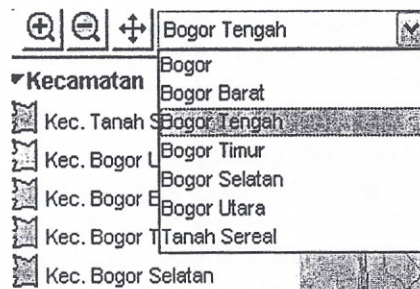 Bogor Tengah
Bogor
Bogor Barat
Bogor Tengah
Bogor Timur
Bogor Selatan
Bogor Utara
Tanah Sereal
Kecamatan
Kec. Tanah S
Kec. Bogor U
Kec. Bogor B
Kec. Bogor T
Kec. Bogor Selatan